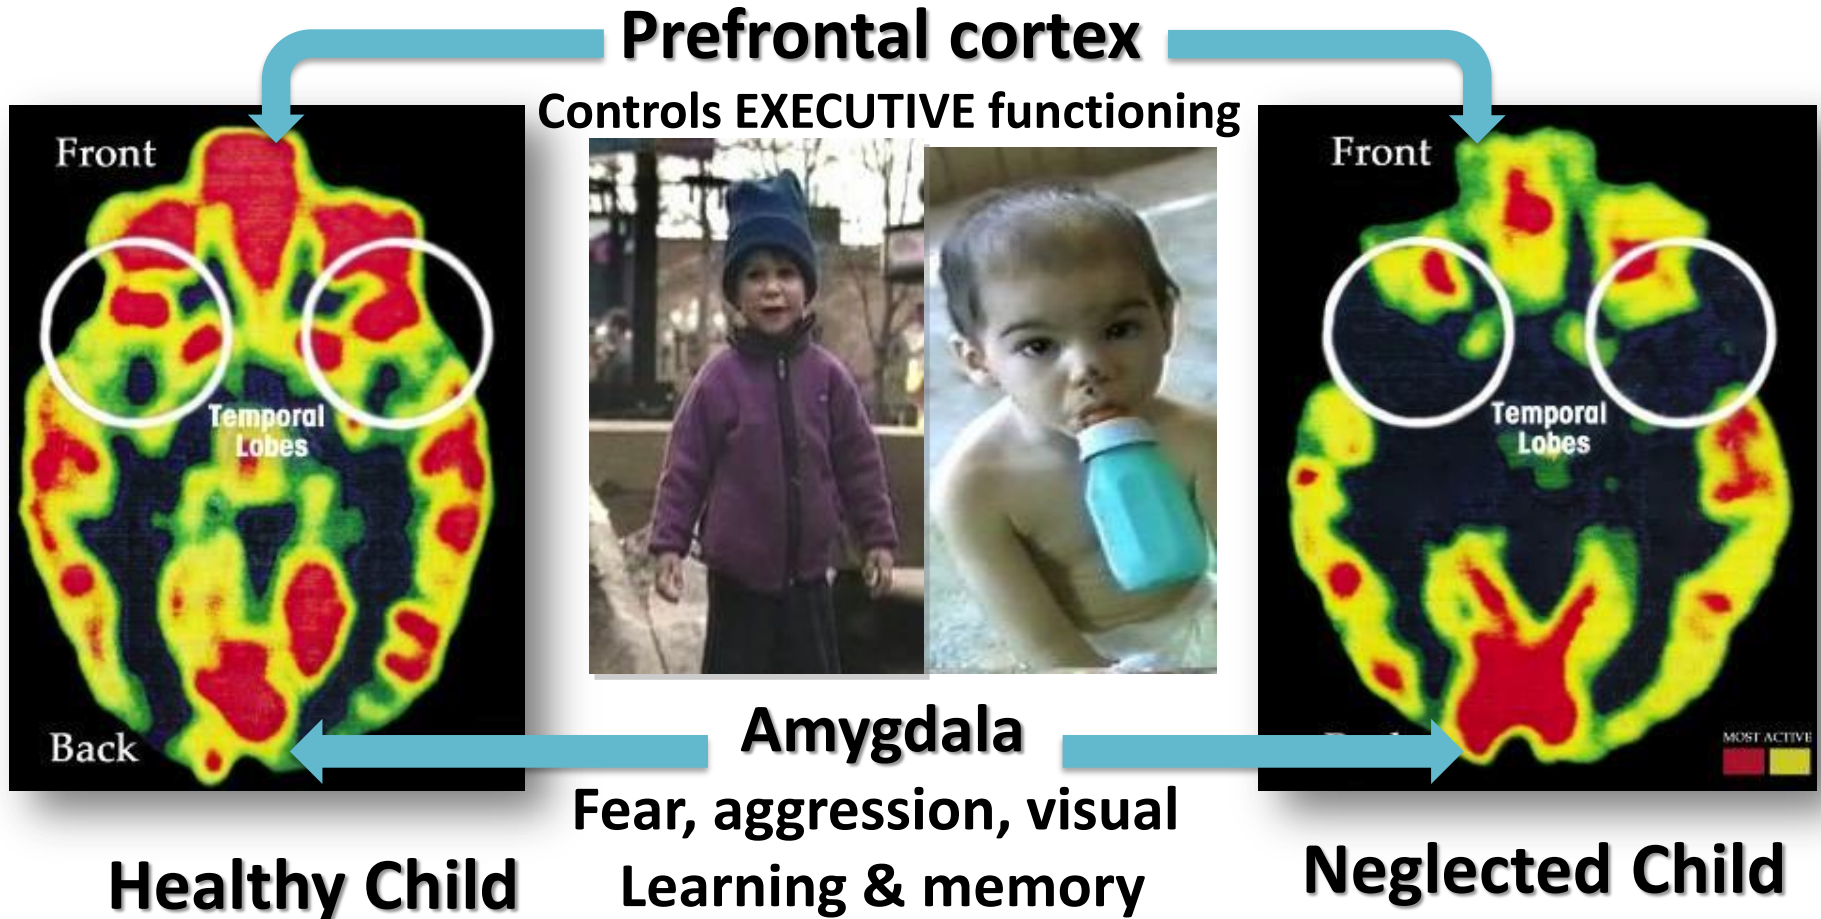 Prefrontal cortex
Controls EXECUTIVE functioning
Front
Front
Temporal
Lobes
Temporal
Lobes
Back
Amygdala
MOST ACTIVE
Fear, aggression, visual
Learning & memory
Healthy Child
Neglected Child